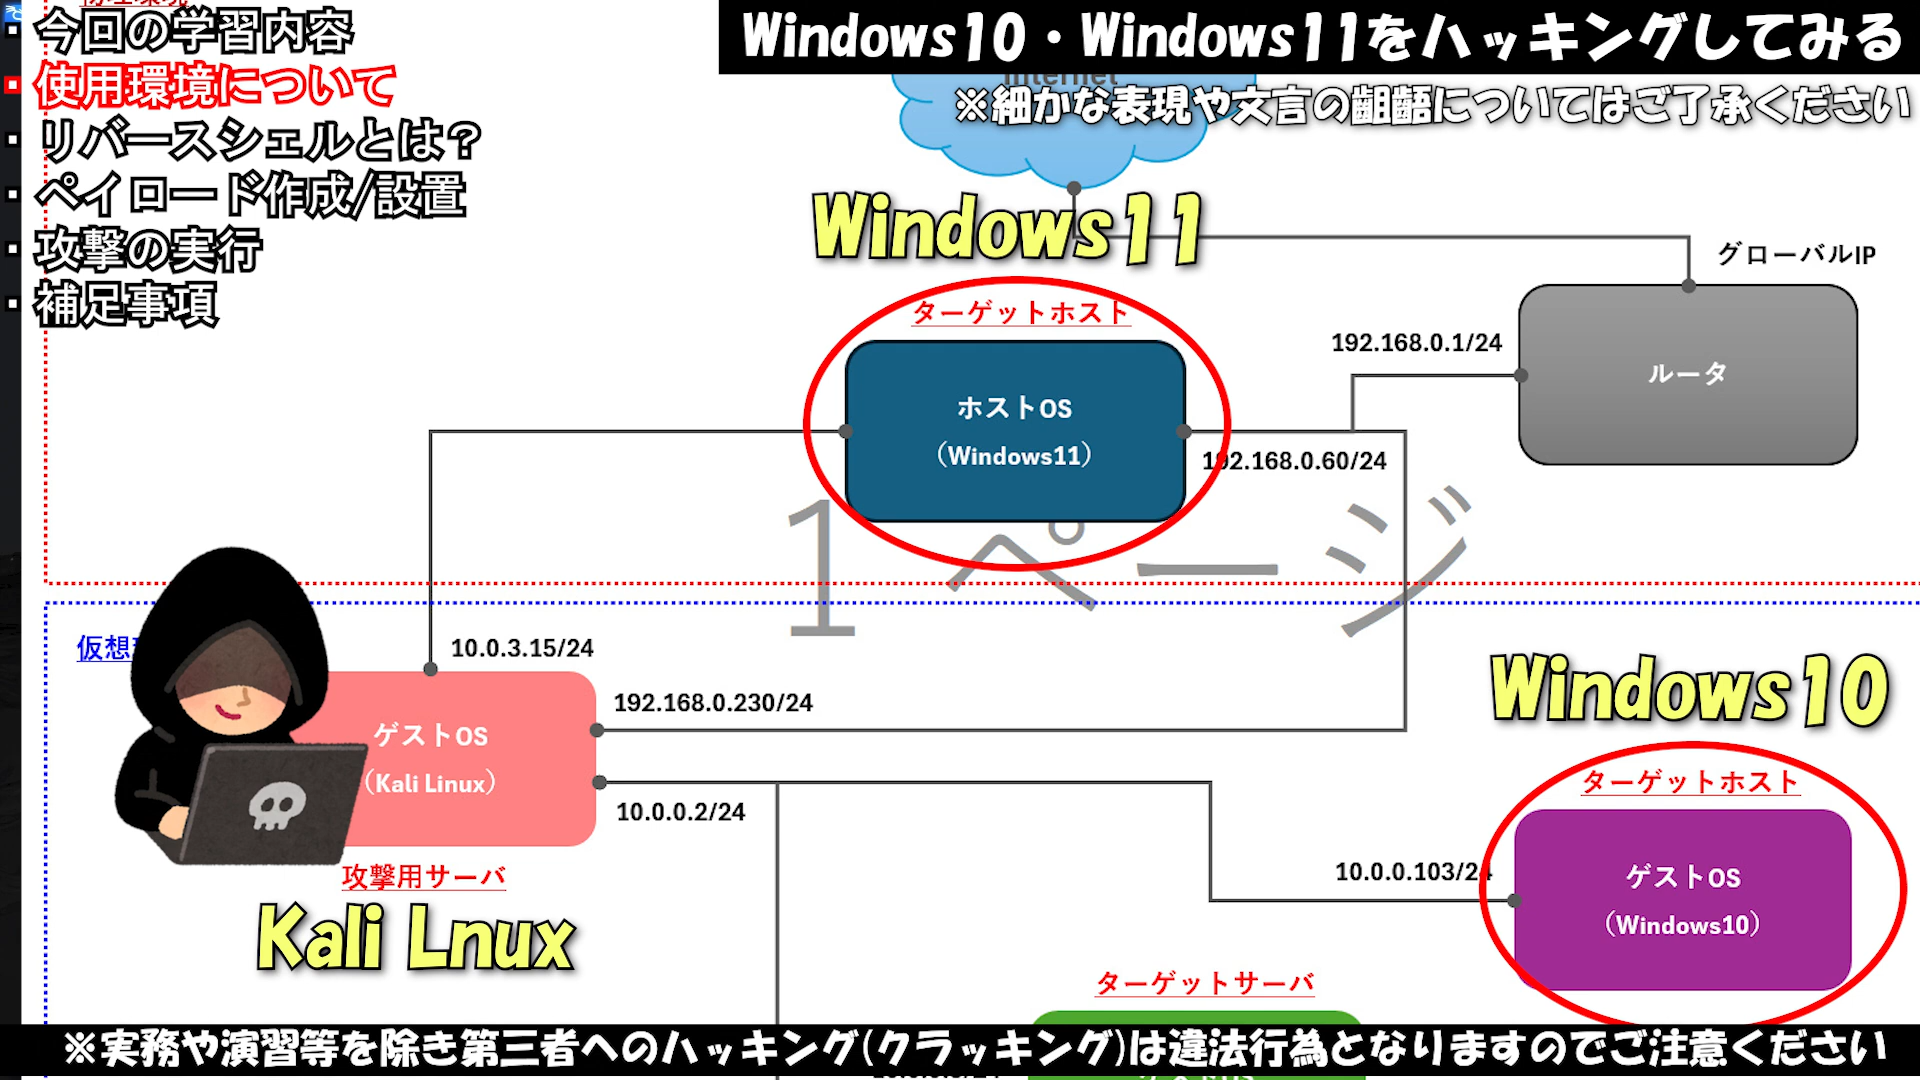 今回の学習内容
使用環境について
リバースシェルとは？
ペイロード作成/設置
攻撃の実行
補足事項
Windows10・Windows11をハッキングしてみる
※細かな表現や文言の齟齬についてはご了承ください
Internet
Windows11
グローバルIP
ターゲットホスト
192.168.0.1/24
ルータ
ホストOS
（Windows11）
192.168.0.60/24
1 ページ
10.0.3.15/24
192.168.0.230/24
Windows10
ゲストOS
（Kali Linux）
ターゲットホスト
10.0.0.2/24
10.0.0.103/24
ゲストOS
（Windows10）
攻撃用サーバ
Kali Lnux
ターゲットサーバ
※実務や演習等を除き第三者へのハッキング(クラッキング)は違法行為となりますのでご注意ください